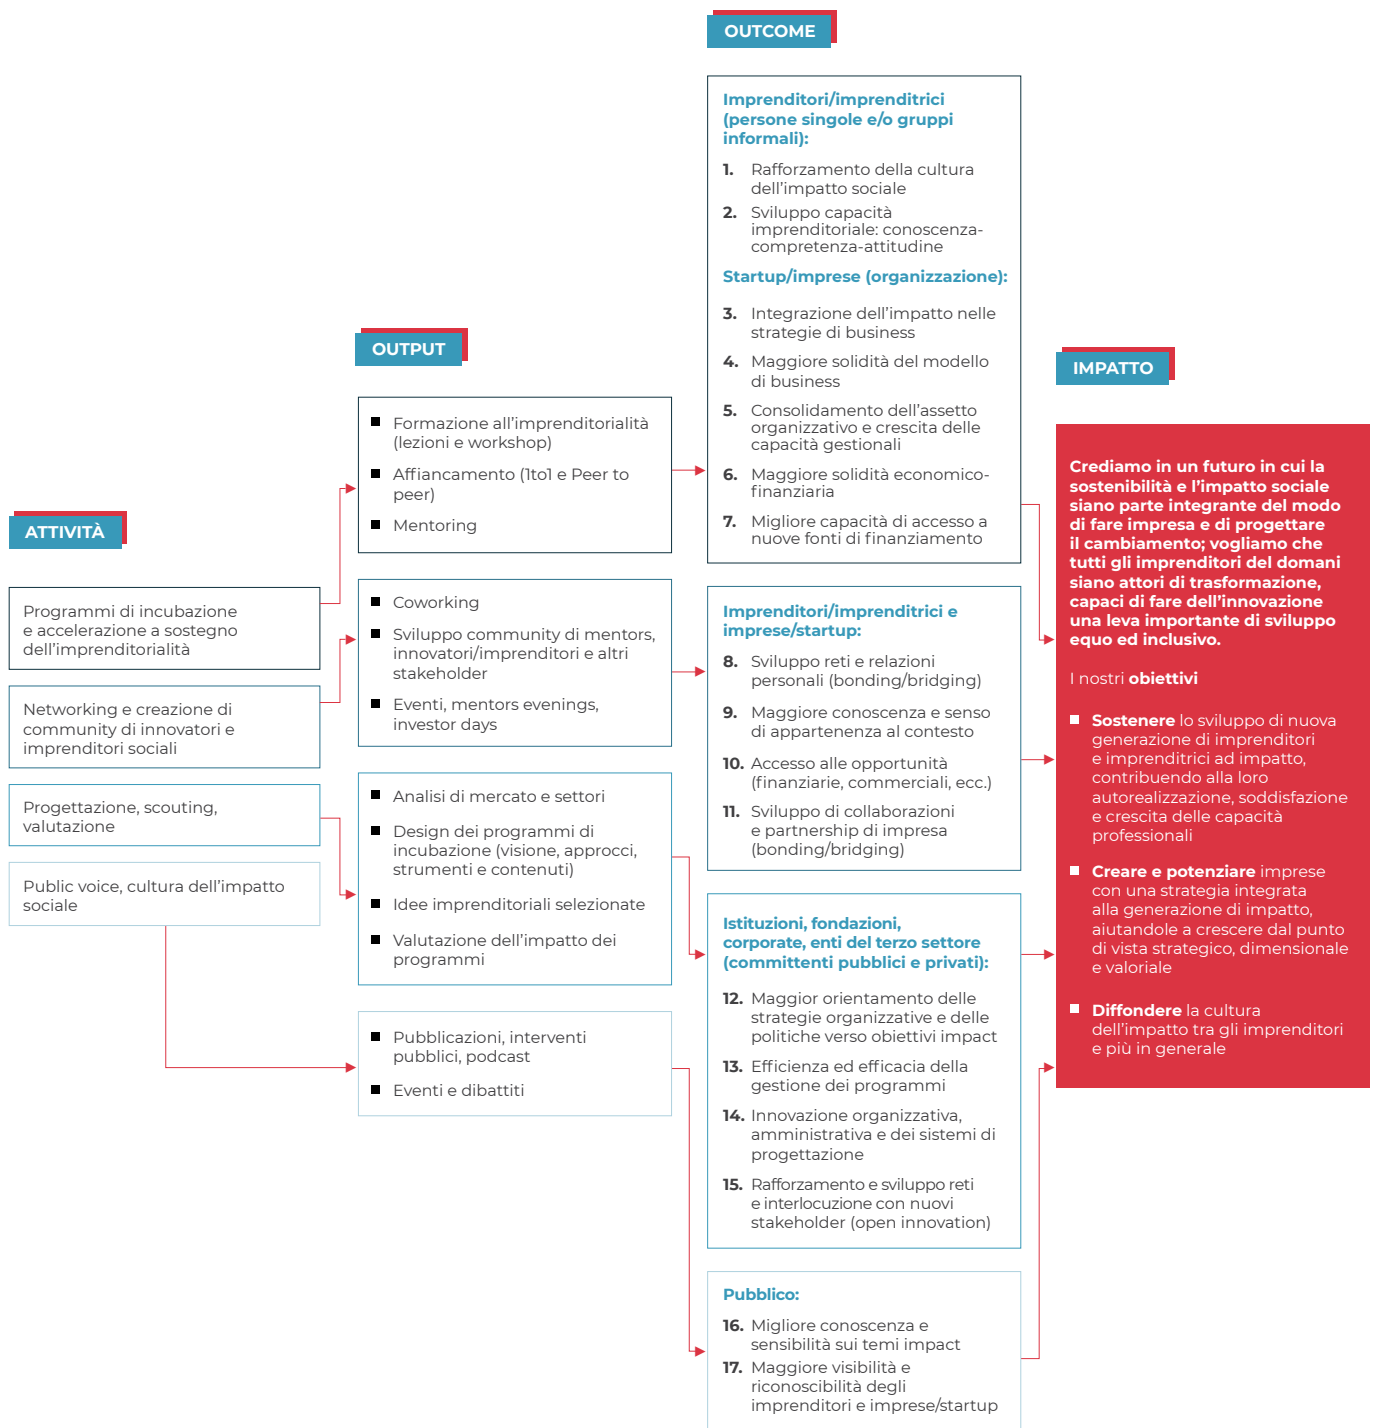 ATTIVITÀ
Programmi di incubazione
e accelerazione a sostegno
dell'imprenditorialità
Networking e creazione di
community di innovatori e
imprenditori sociali
Progettazione, scouting,
valutazione
Public voice, cultura dell'impatto
sociale
OUTPUT
■ Formazione all'imprenditorialità
(lezioni e workshop)
■ Affiancamento (1to1 e Peer to
peer)
■ Mentoring
■ Coworking
■ Sviluppo community di mentors,
innovatori/imprenditori e altri
stakeholder
■ Eventi, mentors evenings,
investor days
■ Analisi di mercato e settori
■ Design dei programmi di
incubazione (visione, approcci,
strumenti e contenuti)
■ Idee imprenditoriali selezionate
■ Valutazione dell'impatto dei
programmi
■ Pubblicazioni, interventi
pubblici, podcast
■ Eventi e dibattiti
OUTCOME
Imprenditori/imprenditrici
(persone singole e/o gruppi
informali):
1. Rafforzamento della cultura
dell'impatto sociale
2. Sviluppo capacità
imprenditoriale: conoscenza-
competenza-attitudine
Startup/imprese (organizzazione):
3. Integrazione dell'impatto nelle
strategie di business
4. Maggiore solidità del modello
di business
5. Consolidamento dell'assetto
organizzativo e crescita delle
capacità gestionali
6. Maggiore solidità economico-
finanziaria
7. Migliore capacità di accesso a
nuove fonti di finanziamento
Imprenditori/imprenditrici e
imprese/startup:
8. Sviluppo reti e relazioni
personali (bonding/bridging)
9. Maggiore conoscenza e senso
di appartenenza al contesto
10. Accesso alle opportunità
(finanziarie, commerciali, ecc.)
11. Sviluppo di collaborazioni
e partnership di impresa
(bonding/bridging)
Istituzioni, fondazioni,
corporate, enti del terzo settore
(committenti pubblici e privati):
12. Maggior orientamento delle
strategie organizzative e delle
politiche verso obiettivi impact
13. Efficienza ed efficacia della
gestione dei programmi
14. Innovazione organizzativa,
amministrativa e dei sistemi di
progettazione
15. Rafforzamento e sviluppo reti
e interlocuzione con nuovi
stakeholder (open innovation)
Pubblico:
16. Migliore conoscenza e
sensibilità sui temi impact
17. Maggiore visibilità e
riconoscibilità degli
imprenditori e imprese/startup
IMPATTO
Crediamo in un futuro in cui la
sostenibilità e l'impatto sociale
siano parte integrante del modo
di fare impresa e di progettare
il cambiamento; vogliamo che
tutti gli imprenditori del domani
siano attori di trasformazione,
capaci di fare dell'innovazione
una leva importante di sviluppo
equo ed inclusivo.
I nostri obiettivi
■ Sostenere lo sviluppo di nuova
generazione di imprenditori
e imprenditrici ad impatto,
contribuendo alla loro
autorealizzazione, soddisfazione
e crescita delle capacità
professionali
■ Creare e potenziare imprese
con una strategia integrata
alla generazione di impatto,
aiutandole a crescere dal punto
di vista strategico, dimensionale
e valoriale
■ Diffondere la cultura
dell'impatto tra gli imprenditori
e più in generale